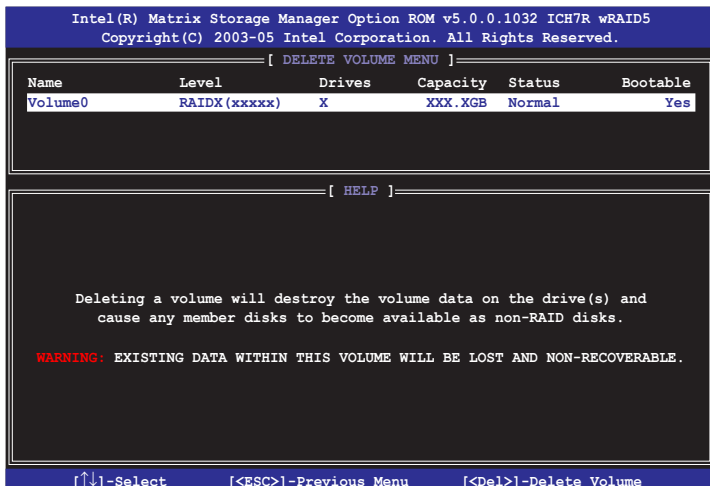 Intel(R) Matrix Storage Manager Option ROM v5.0.0.1032 ICH7R wRAID5
Copyright(C) 2003-05 Intel Corporation. All Rights Reserved.
[ DELETE VOLUME MENU ]
Name Level Drives Capacity Status Bootable
Volume0 RAIDX(xxxxx) X XXX.XGB Normal Yes
[ HELP ]
Deleting a volume will destroy the volume data on the drive(s) and
cause any member disks to become available as non-RAID disks.
WARNING: EXISTING DATA WITHIN THIS VOLUME WILL BE LOST AND NON-RECOVERABLE.
[↑↓]-Select [<ESC>]-Previous Menu [<Del>]-Delete Volume